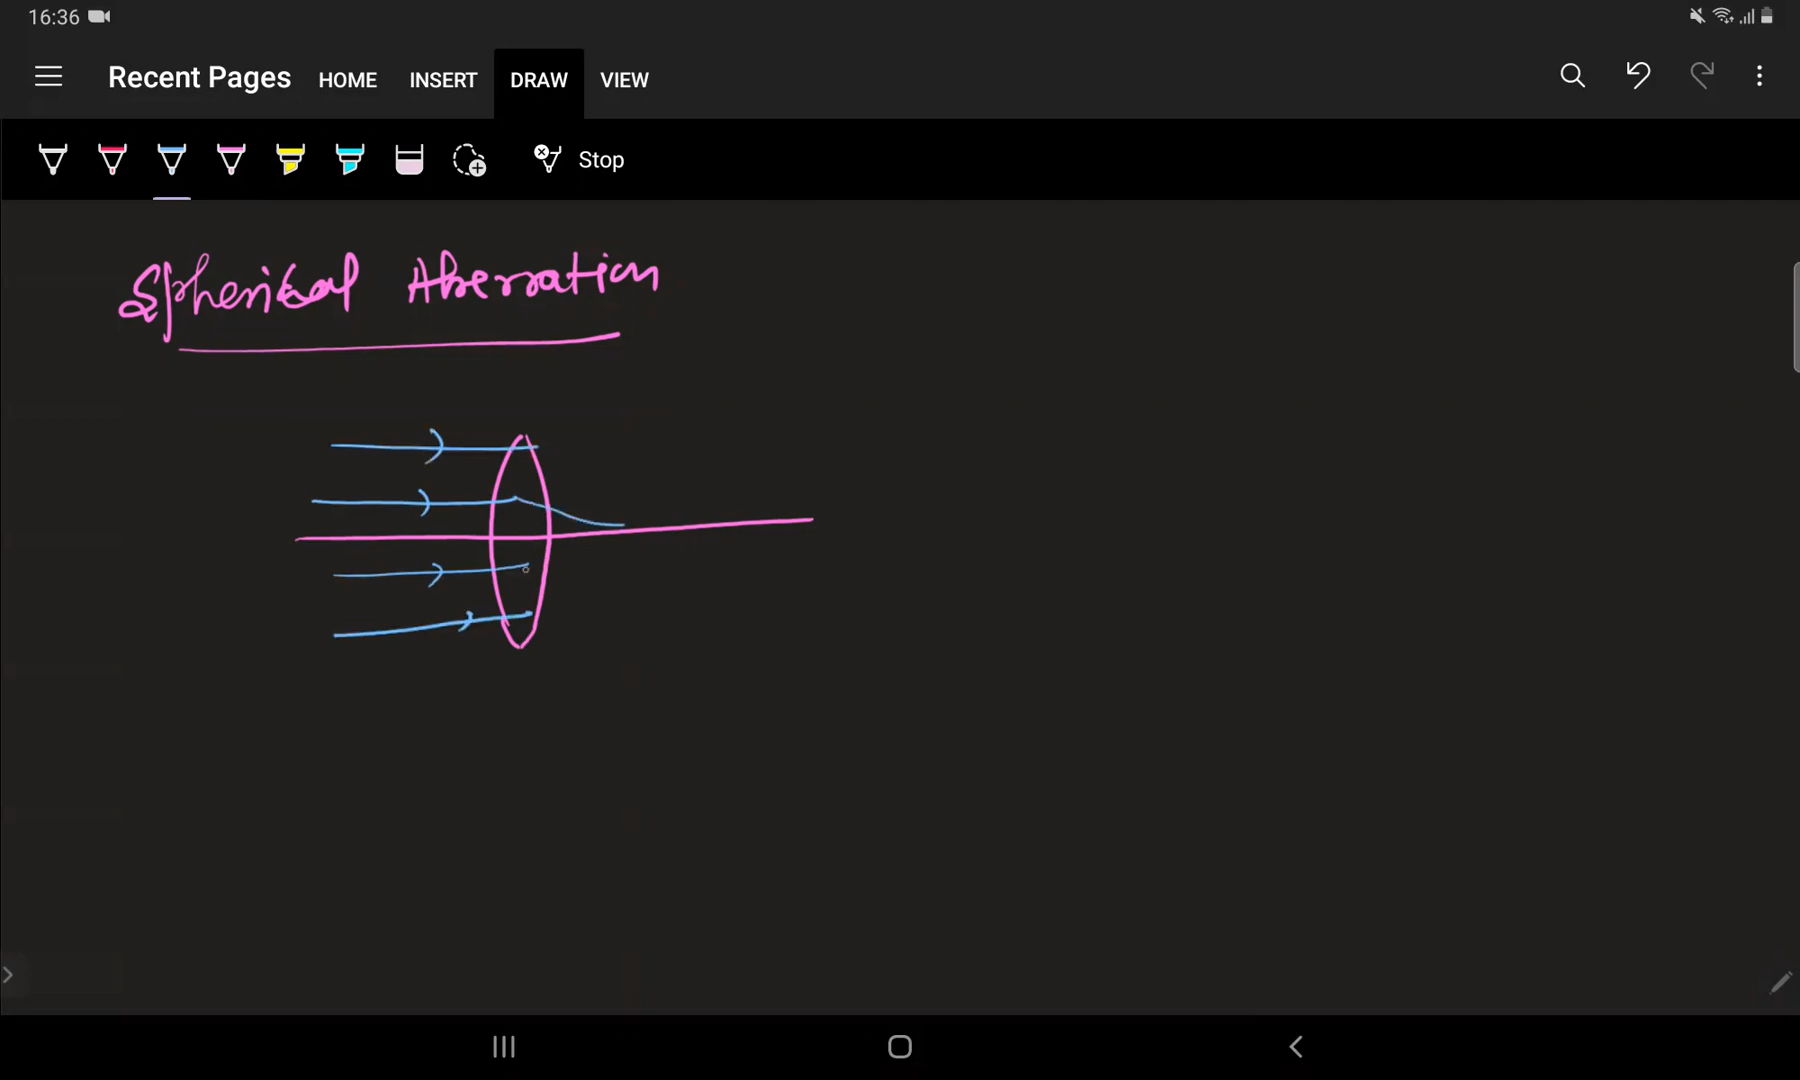 16:36
Recent Pages HOME INSERT DRAW VIEW
Stop
Spherical Aberration